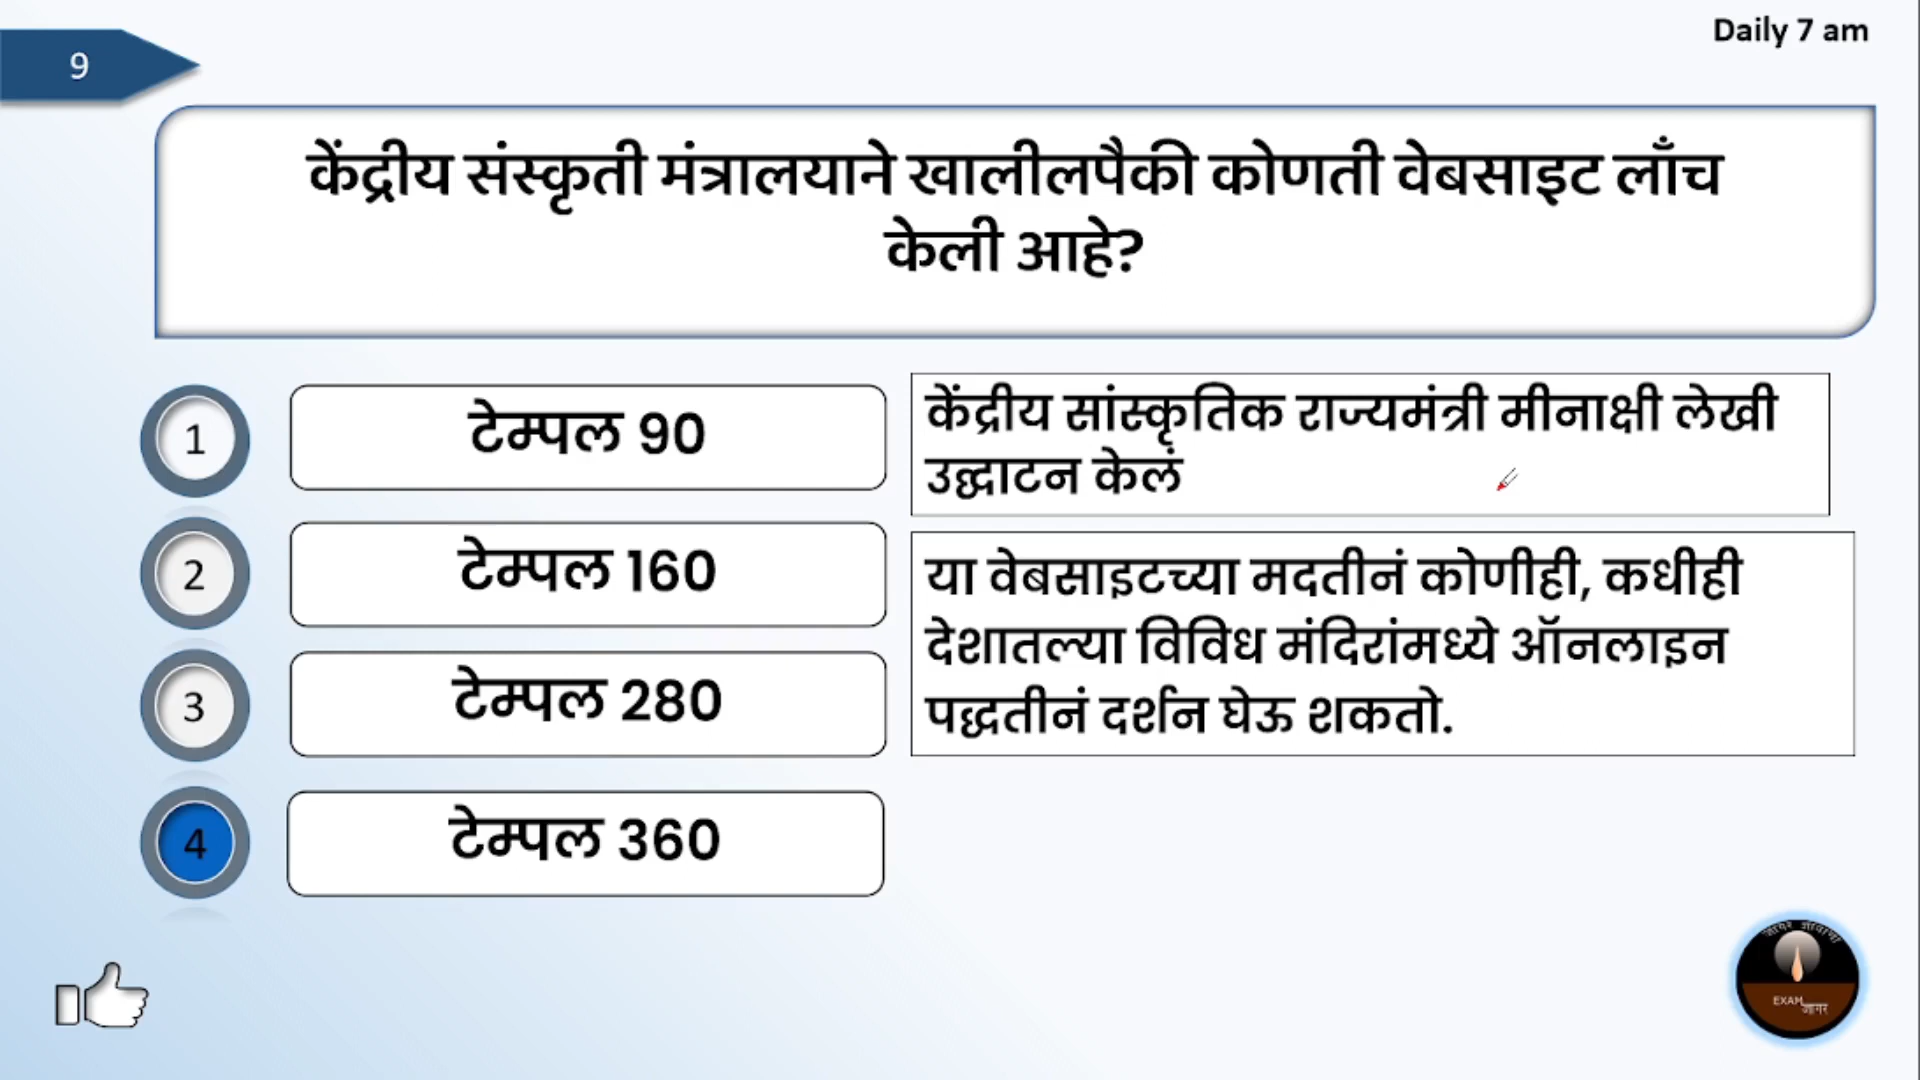 Daily 7 am
9
केंद्रीय संस्कृती मंत्रालयाने खालीलपैकी कोणती वेबसाइट लाँच
केली आहे?
1
टेम्पल 90
केंद्रीय सांस्कृतिक राज्यमंत्री मीनाक्षी लेखी
उद्घाटन केलं
2
टेम्पल 160
या वेबसाइटच्या मदतीनं कोणीही, कधीही
देशातल्या विविध मंदिरांमध्ये ऑनलाइन
पद्धतीनं दर्शन घेऊ शकतो.
3
टेम्पल 280
4
टेम्पल 360
EXAM
जागर